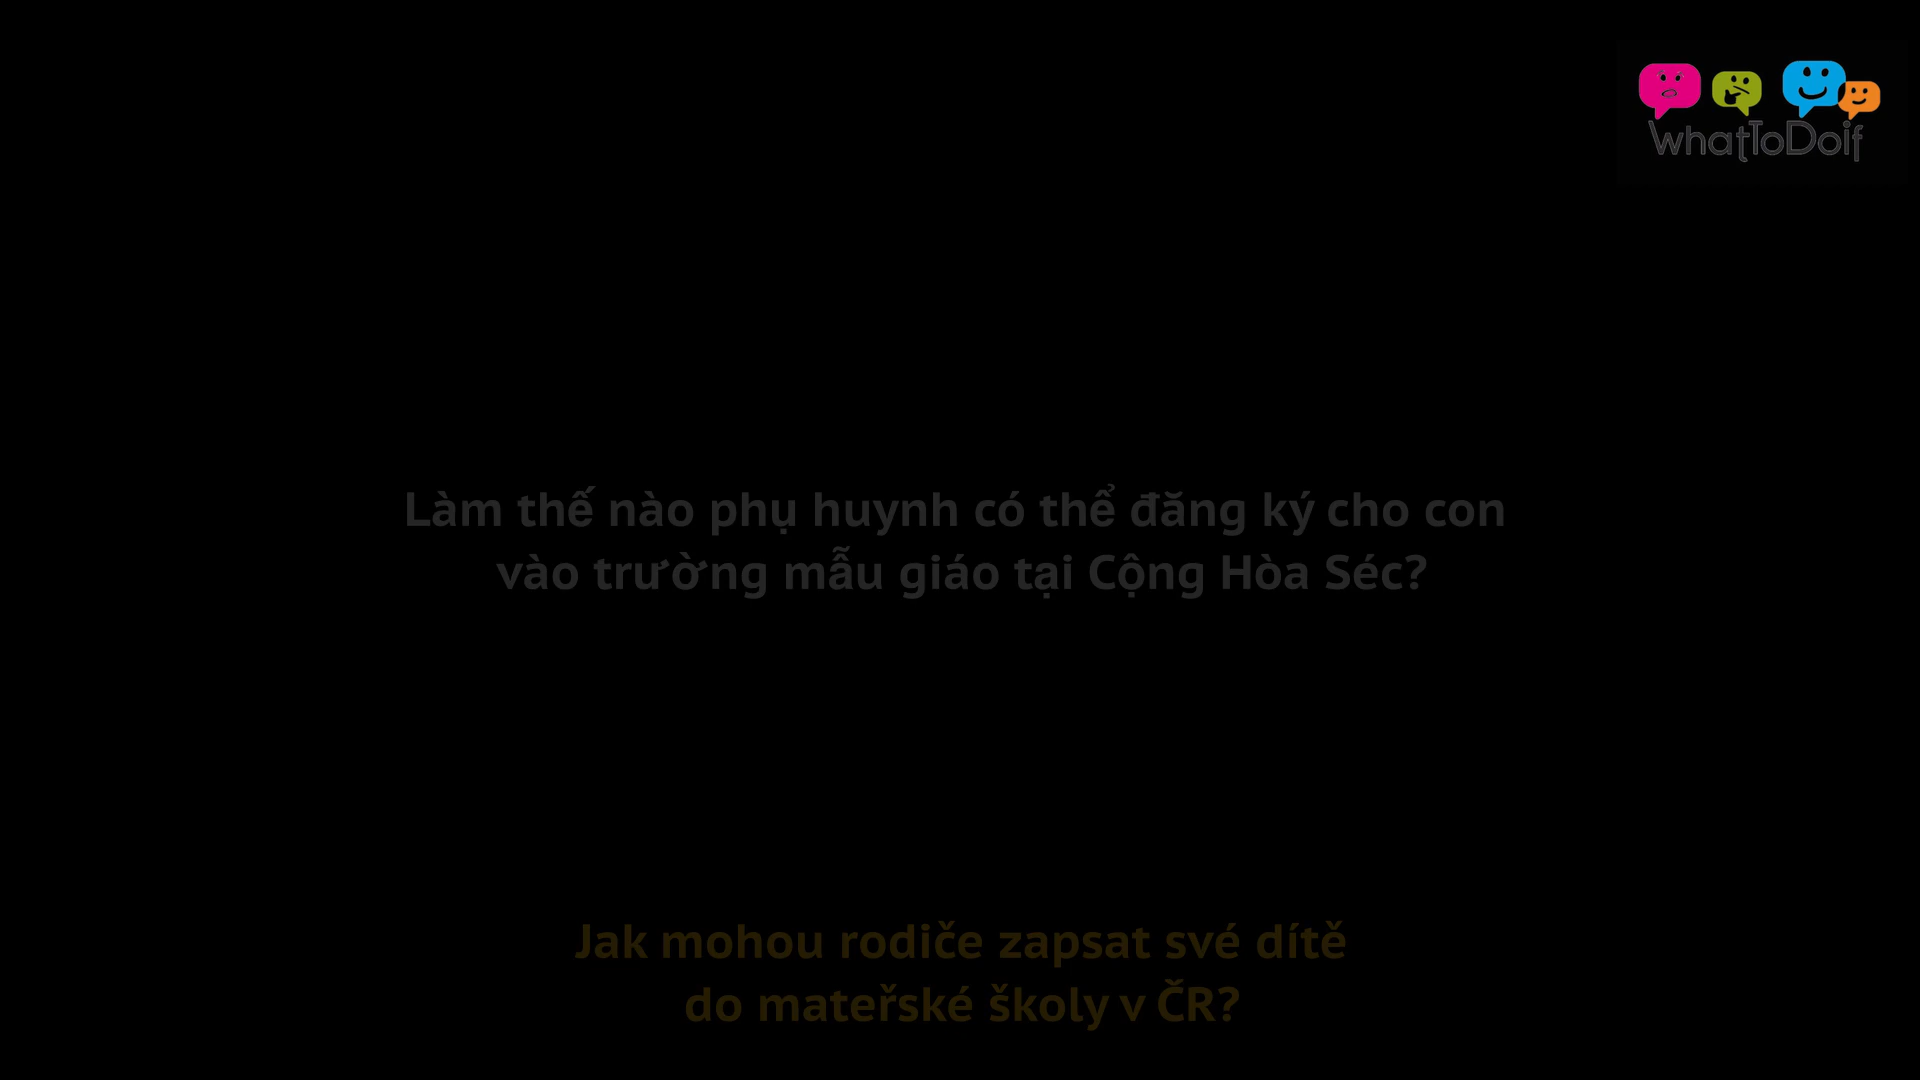 WhatToDoif
Làm thế nào phụ huynh có thể đăng ký cho con
vào trường mẫu giáo tại Cộng Hòa Séc?
Jak mohou rodiče zapsat své dítě
do mateřské školy v ČR?